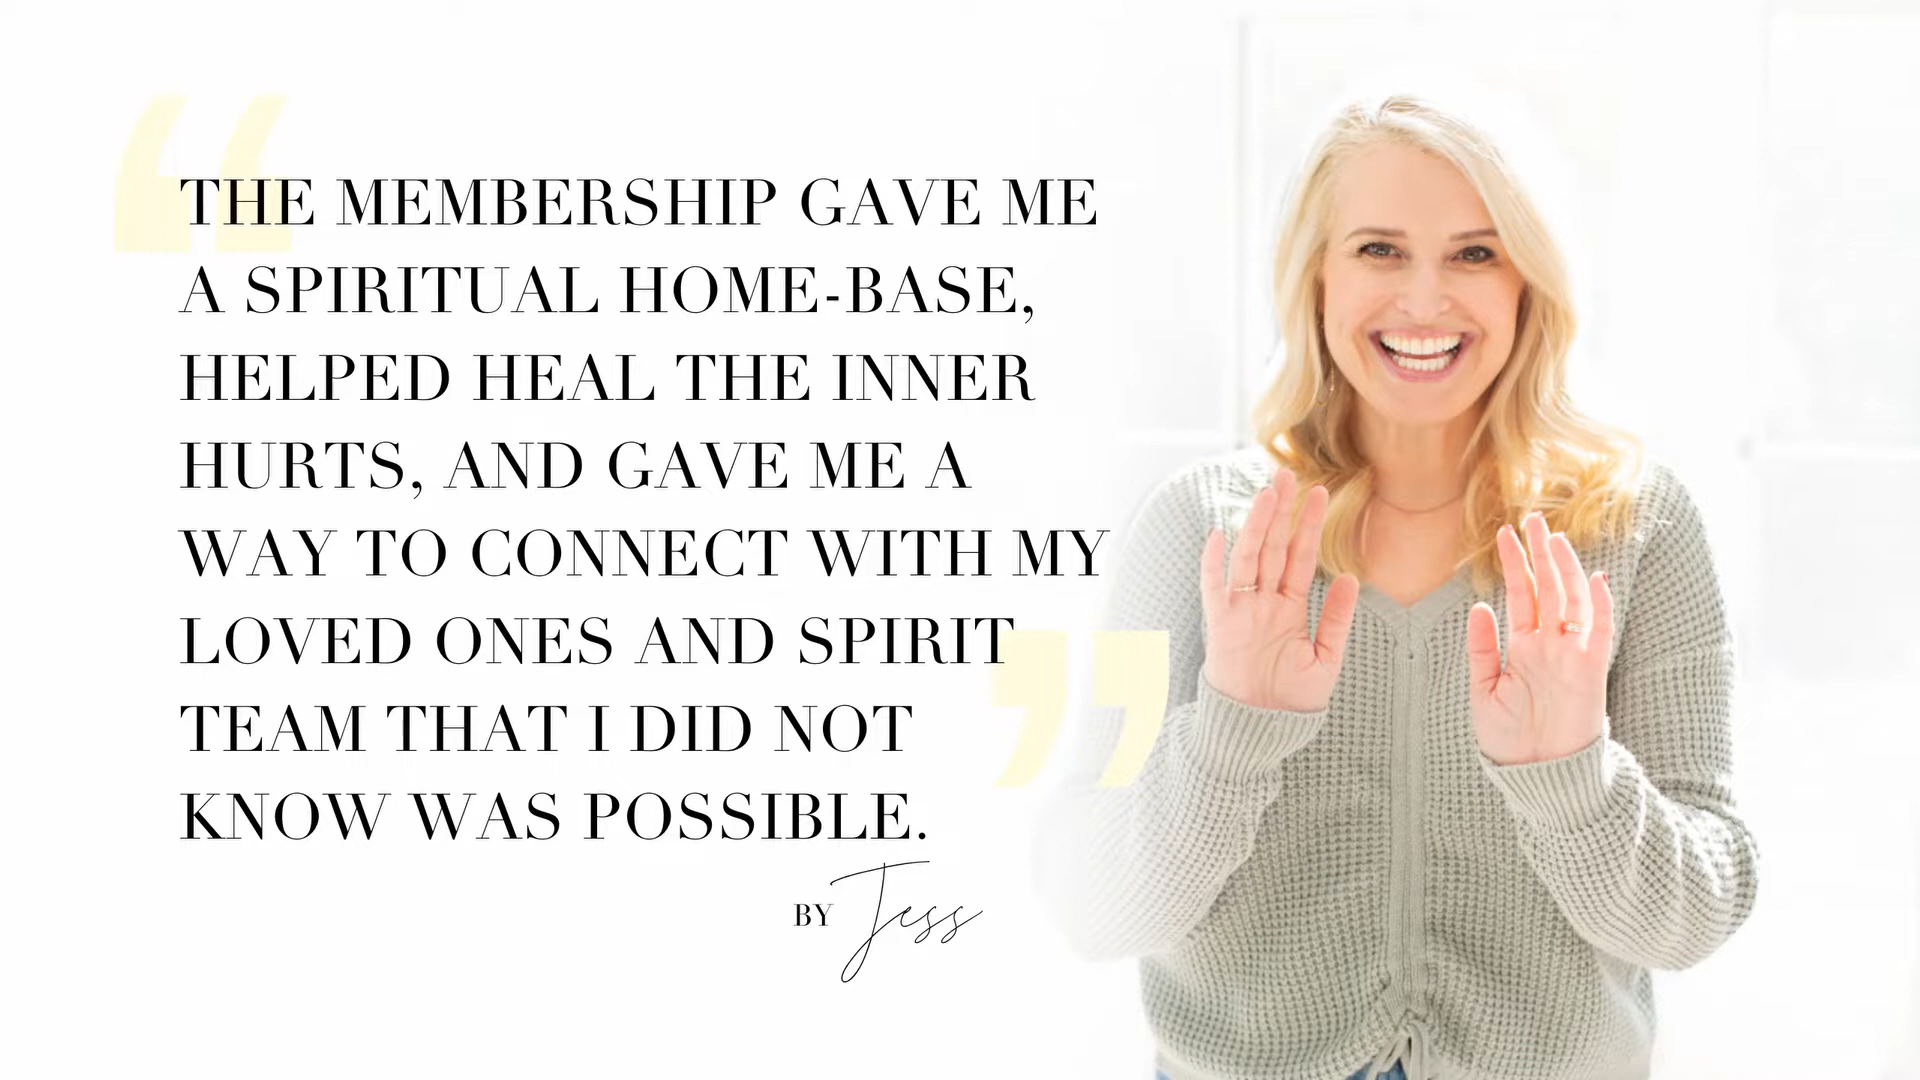 THE MEMBERSHIP GAVE ME
A SPIRITUAL HOME-BASE,
HELPED HEAL THE INNER
HURTS, AND GAVE ME A
WAY TO CONNECT WITH MY
LOVED ONES AND SPIRIT
TEAM THAT I DID NOT
KNOW WAS POSSIBLE.
BY Jess